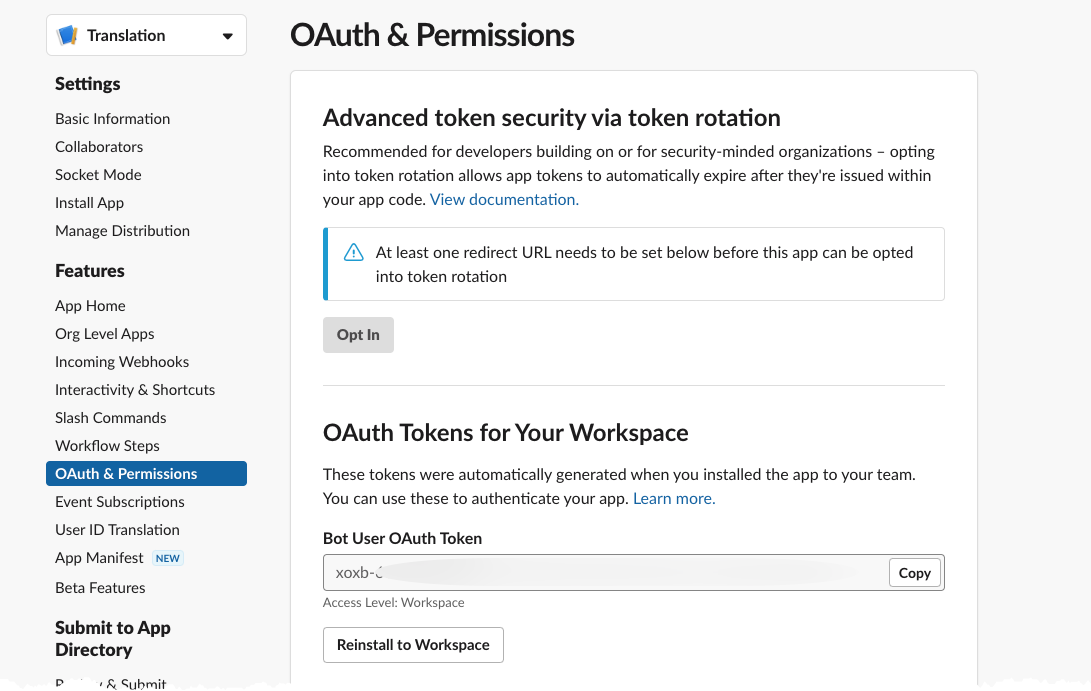 Translation
Settings
Basic Information
Collaborators
Socket Mode
Install App
Manage Distribution
Features
App Home
Org Level Apps
Incoming Webhooks
Interactivity & Shortcuts
Slash Commands
Workflow Steps
OAuth & Permissions
Event Subscriptions
User ID Translation
App Manifest NEW
Beta Features
Submit to App
Directory
& Submit
OAuth & Permissions
Advanced token security via token rotation
Recommended for developers building on or for security-minded organizations – opting
into token rotation allows app tokens to automatically expire after they're issued within
your app code. View documentation.
At least one redirect URL needs to be set below before this app can be opted
into token rotation
Opt In
OAuth Tokens for Your Workspace
These tokens were automatically generated when you installed the app to your team.
You can use these to authenticate your app. Learn more.
Bot User OAuth Token
xoxb-
Copy
Access Level: Workspace
Reinstall to Workspace